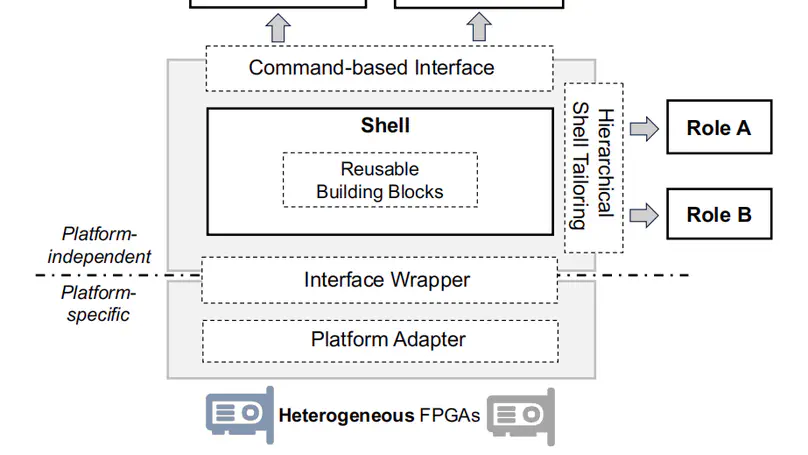 Command-based Interface
Shell
Reusable
Building Blocks
Hierarchical
Shell Tailoring
Role A
Role B
Platform-
independent
Interface Wrapper
Platform-
specific
Platform Adapter
Heterogeneous FPGAs